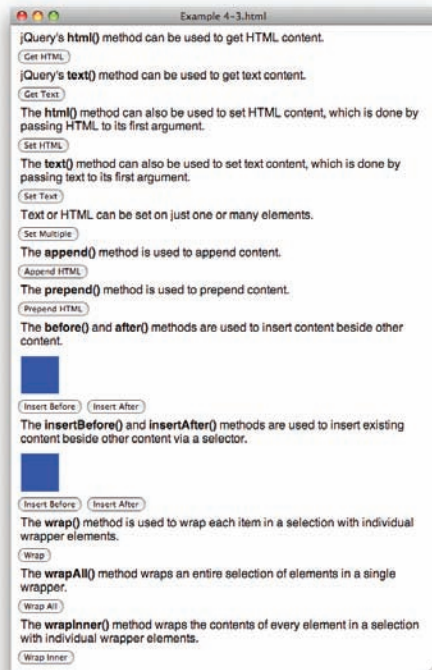 Example 4-3.html
jQuery's html() method can be used to get HTML content.
Get HTML
jQuery's text() method can be used to get text content.
Get Text
The html() method can also be used to set HTML content, which is done by
passing HTML to its first argument.
Set HTML
The text() method can also be used to set text content, which is done by
passing text to its first argument.
Set Text
Text or HTML can be set on just one or many elements.
Set Multiple
The append() method is used to append content.
Append HTML
The prepend() method is used to prepend content.
Prepend HTML
The before() and after() methods are used to insert content beside other
content.
Insert Before Insert After
The insertBefore() and insertAfter() methods are used to insert existing
content beside other content via a selector.
Insert Before Insert After
The wrap() method is used to wrap each item in a selection with individual
wrapper elements.
Wrap
The wrapAll() method wraps an entire selection of elements in a single
wrapper.
Wrap All
The wrapInner() method wraps the contents of every element in a selection
with individual wrapper elements.
Wrap Inner